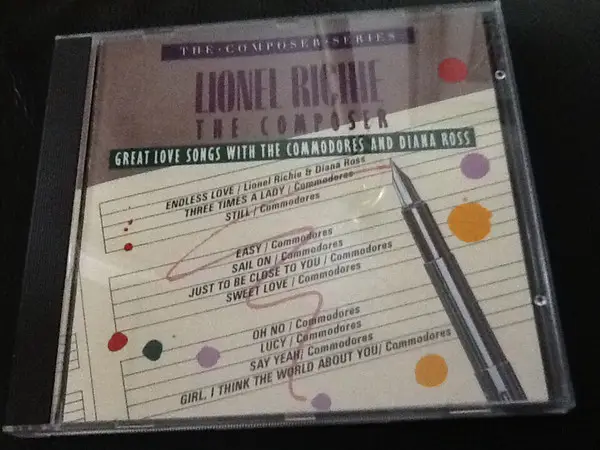 THE·COMPOSER·SERIES
LIONEL RICHIE
THE COMPOSER
GREAT LOVE SONGS WITH THE COMMODORES AND DIANA ROSS
ENDLESS LOVE / Lionel Richie & Diana Ross
THREE TIMES A LADY / Commodores
STILL / Commodores
EASY / Commodores
SAIL ON / Commodores
JUST TO BE CLOSE TO YOU / Commodores
SWEET LOVE / Commodores
OH NO / Commodores
LUCY / Commodores
SAY YEAH / Commodores
GIRL, I THINK THE WORLD ABOUT YOU / Commodores